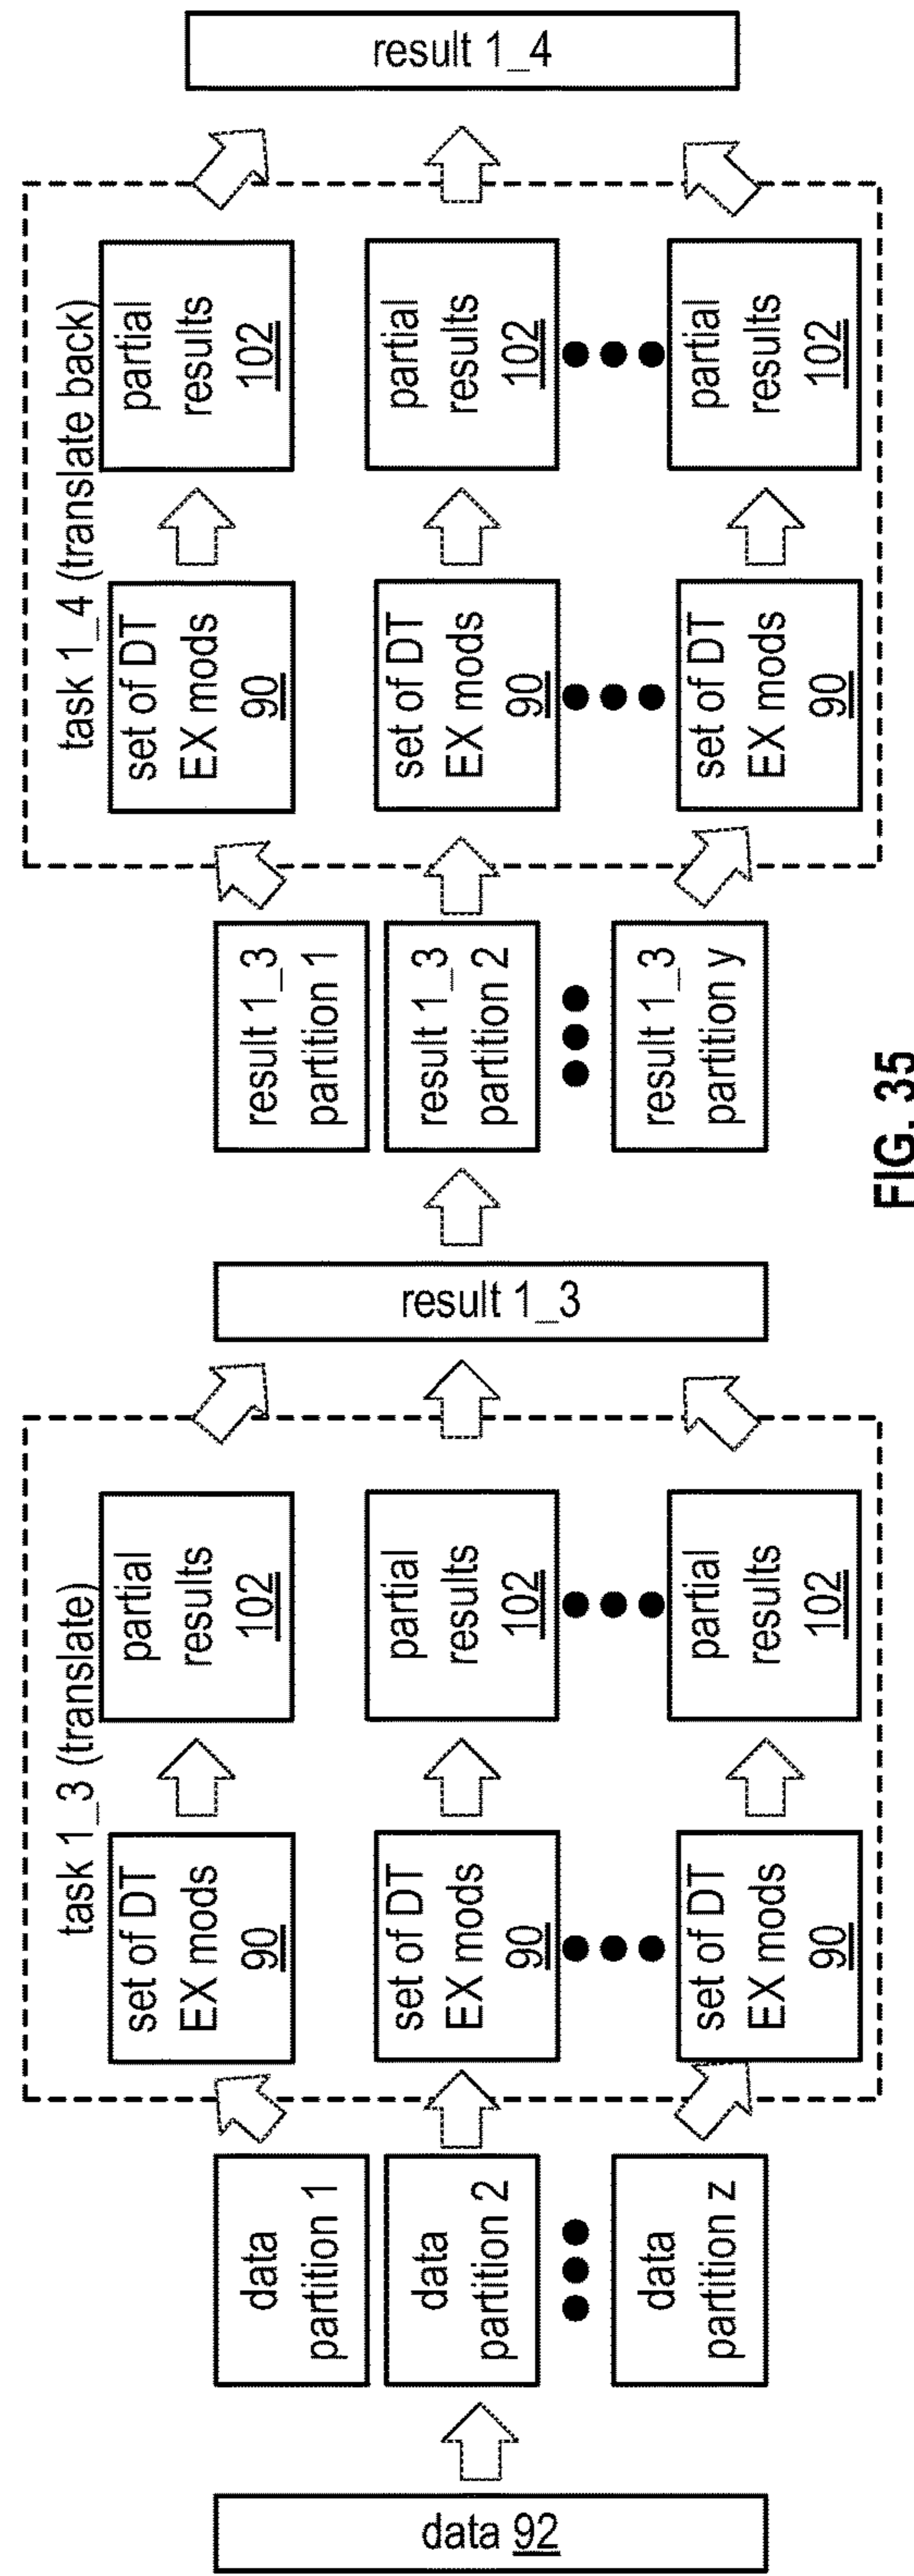 data 92
data
partition 1
data
partition 2
data
partition z
task 1_3 (translate)
set of DT
EX mods
90
set of DT
EX mods
90
set of DT
EX mods
90
partial
results
102
partial
results
102
partial
results
102
result 1_3
result 1_3
partition 1
result 1_3
partition 2
result 1_3
partition y
task 1_4 (translate back)
set of DT
EX mods
90
set of DT
EX mods
90
set of DT
EX mods
90
partial
results
102
partial
results
102
partial
results
102
result 1_4
FIG. 35